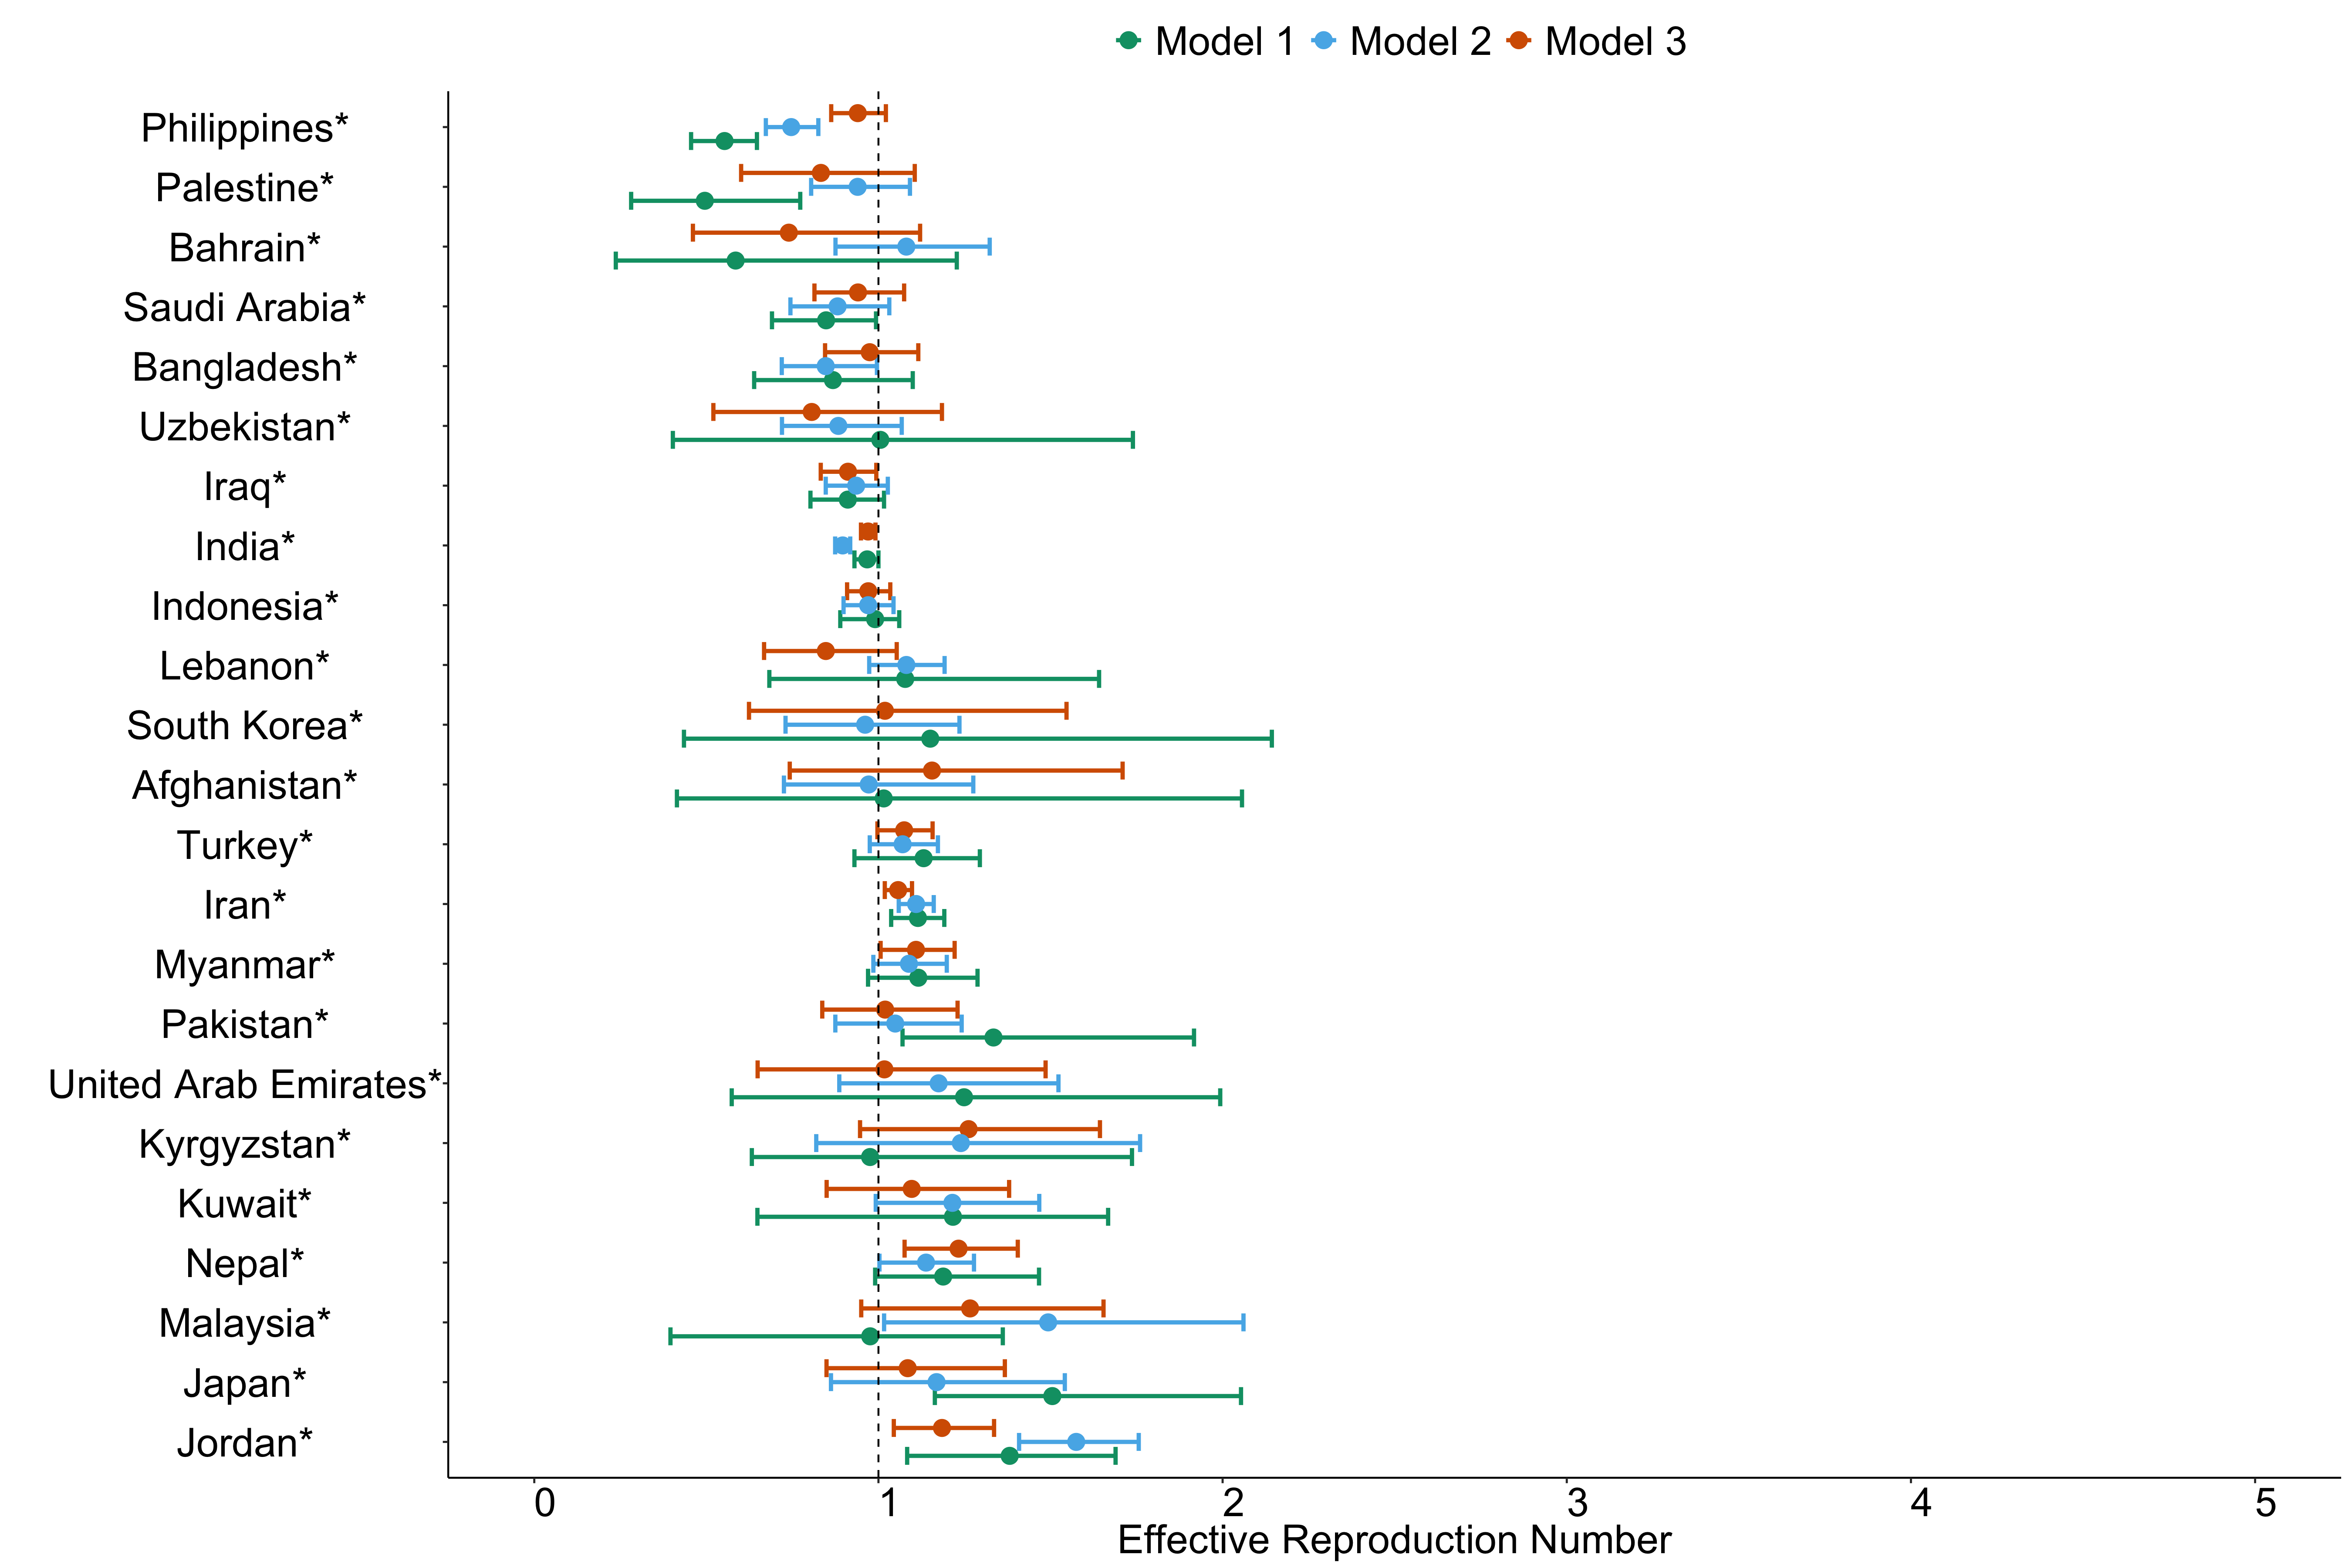 Model 1 Model 2 Model 3
Philippines*
Palestine*
Bahrain*
Saudi Arabia*
Bangladesh*
Uzbekistan*
Iraq*
India*
Indonesia*
Lebanon*
South Korea*
Afghanistan*
Turkey*
Iran*
Myanmar*
Pakistan*
United Arab Emirates*
Kyrgyzstan*
Kuwait*
Nepal*
Malaysia*
Japan*
Jordan*
0 1 2 3 4 5
Effective Reproduction Number